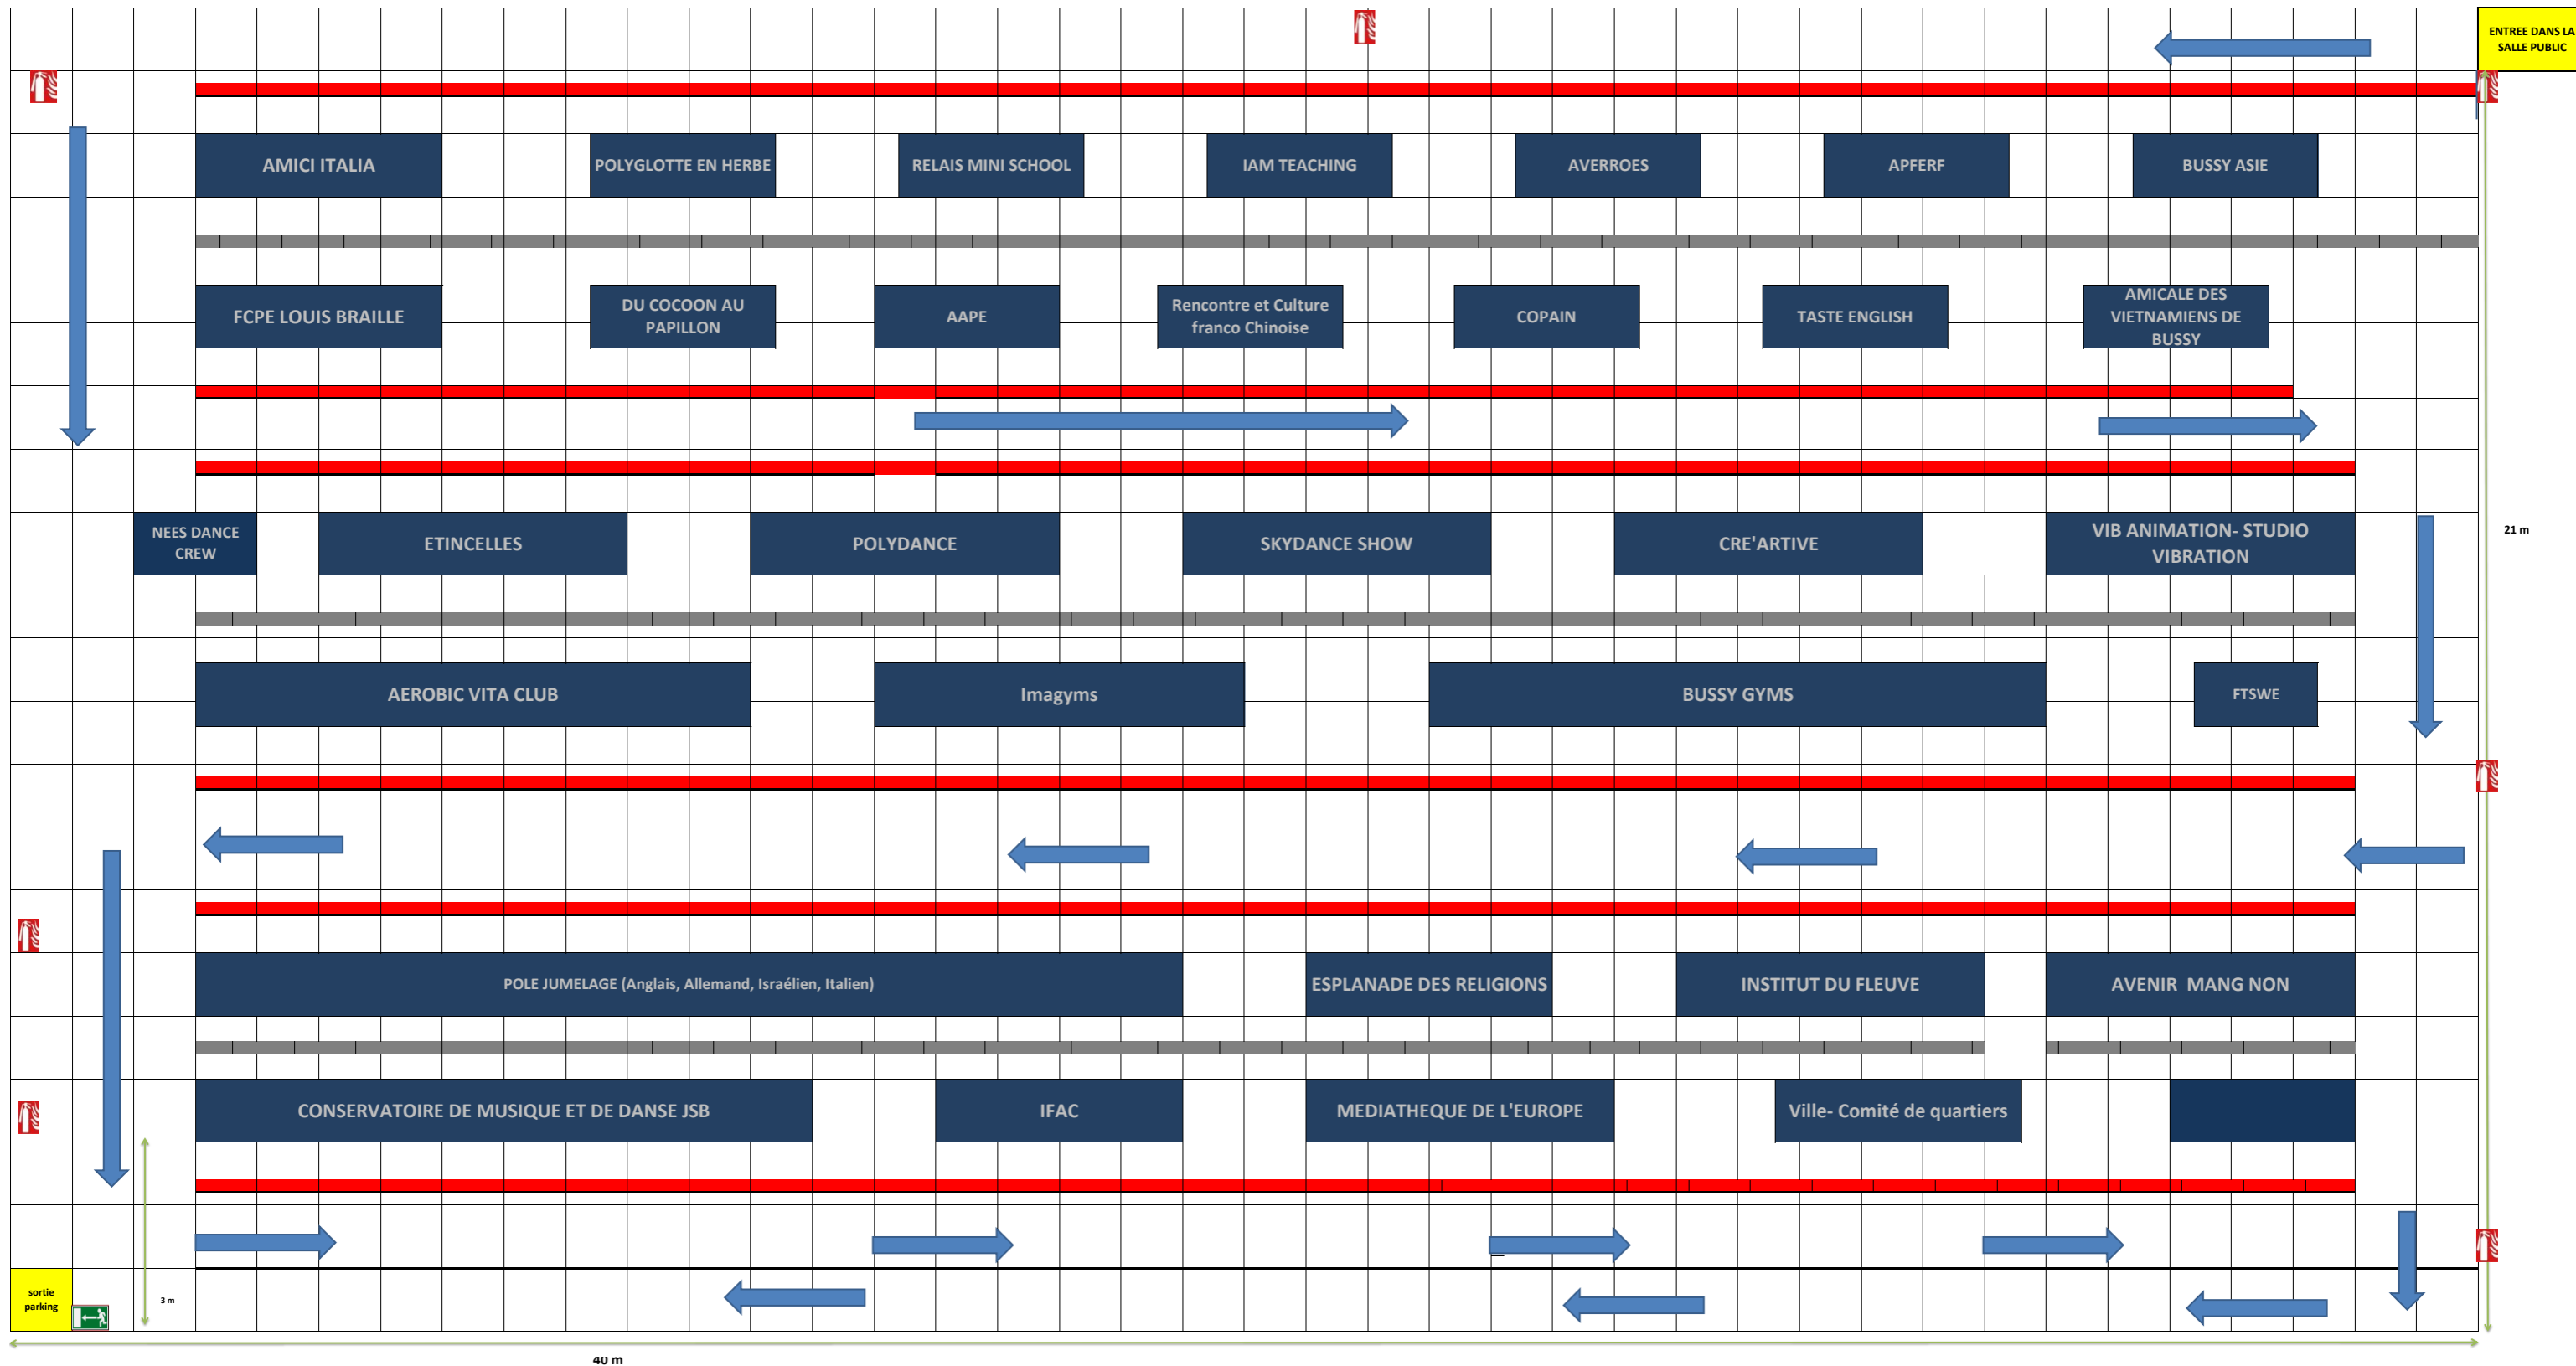 ENTREE DANS LA
SALLE PUBLIC
AMICI ITALIA
POLYGLOTTE EN HERBE
RELAIS MINI SCHOOL
IAM TEACHING
AVERROES
APFERF
BUSSY ASIE
FCPE LOUIS BRAILLE
DU COCOON AU
PAPILLON
AAPE
Rencontre et Culture
franco Chinoise
COPAIN
TASTE ENGLISH
AMICALE DES
VIETNAMIENS DE
BUSSY
NEES DANCE
CREW
ETINCELLES
POLYDANCE
SKYDANCE SHOW
CRE'ARTIVE
VIB ANIMATION- STUDIO
VIBRATION
21 m
AEROBIC VITA CLUB
Imagyms
BUSSY GYMS
FTSWE
POLE JUMELAGE (Anglais, Allemand, Israélien, Italien)
ESPLANADE DES RELIGIONS
INSTITUT DU FLEUVE
AVENIR  MANG NON
CONSERVATOIRE DE MUSIQUE ET DE DANSE JSB
IFAC
MEDIATHEQUE DE L'EUROPE
Ville- Comité de quartiers
sortie
parking
3 m
40 m